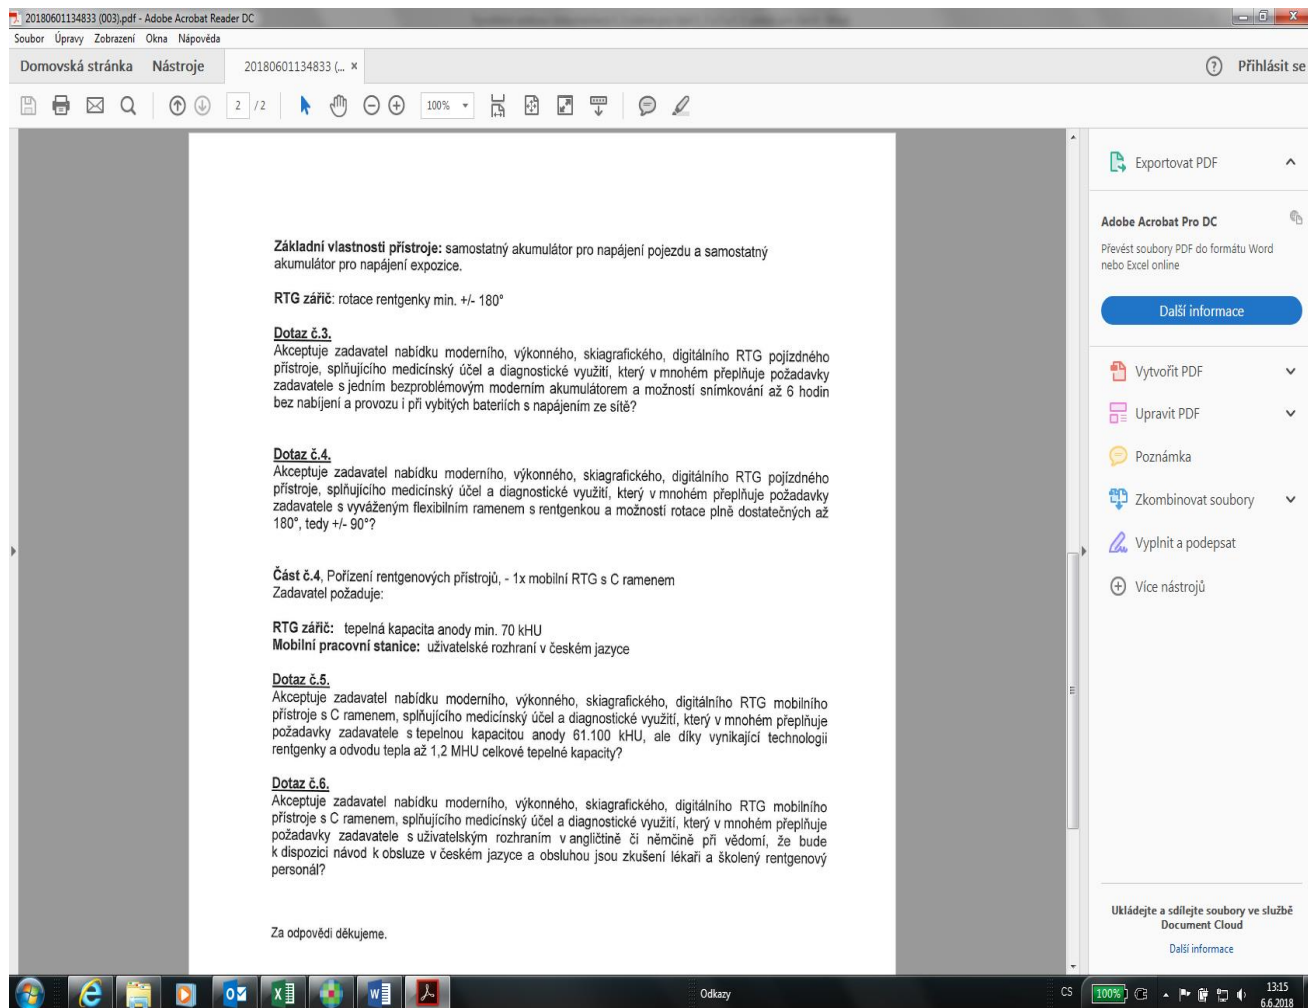 20180601134833 (003).pdf - Adobe Acrobat Reader DC
Soubor Úpravy Zobrazení Okna Nápověda
Domovská stránka Nástroje 20180601134833 (... × Přihlásit se
2 / 2 100%
Základní vlastnosti přístroje: samostatný akumulátor pro napájení pojezdu a samostatný
akumulátor pro napájení expozice.
RTG zářič: rotace rentgenky min. +/- 180°
Dotaz č.3.
Akceptuje zadavatel nabídku moderního, výkonného, skiagrafického, digitálního RTG pojízdného
přístroje, splňujícího medicínský účel a diagnostické využití, který v mnohém přeplňuje požadavky
zadavatele s jedním bezproblémovým moderním akumulátorem a možností snímkování až 6 hodin
bez nabíjení a provozu i při vybitých bateriích s napájením ze sítě?
Dotaz č.4.
Akceptuje zadavatel nabídku moderního, výkonného, skiagrafického, digitálního RTG pojízdného
přístroje, splňujícího medicínský účel a diagnostické využití, který v mnohém přeplňuje požadavky
zadavatele s vyváženým flexibilním ramenem s rentgenkou a možností rotace plně dostatečných až
180°, tedy +/- 90°?
Část č.4, Pořízení rentgenových přístrojů, - 1x mobilní RTG s C ramenem
Zadavatel požaduje:
RTG zářič: tepelná kapacita anody min. 70 kHU
Mobilní pracovní stanice: uživatelské rozhraní v českém jazyce
Dotaz č.5.
Akceptuje zadavatel nabídku moderního, výkonného, skiagrafického, digitálního RTG mobilního
přístroje s C ramenem, splňujícího medicínský účel a diagnostické využití, který v mnohém přeplňuje
požadavky zadavatele s tepelnou kapacitou anody 61.100 kHU, ale díky vynikající technologii
rentgenky a odvodu tepla až 1,2 MHU celkové tepelné kapacity?
Dotaz č.6.
Akceptuje zadavatel nabídku moderního, výkonného, skiagrafického, digitálního RTG mobilního
přístroje s C ramenem, splňujícího medicínský účel a diagnostické využití, který v mnohém přeplňuje
požadavky zadavatele s uživatelským rozhraním v angličtině či němčině při vědomí, že bude
k dispozici návod k obsluze v českém jazyce a obsluhou jsou zkušení lékaři a školený rentgenový
personál?
Za odpovědi děkujeme.
Exportovat PDF
Adobe Acrobat Pro DC
Převést soubory PDF do formátu Word
nebo Excel online
Další informace
Vytvořit PDF
Upravit PDF
Poznámka
Zkombinovat soubory
Vyplnit a podepsat
Více nástrojů
Ukládejte a sdílejte soubory ve službě
Document Cloud
Další informace
Odkazy CS 100% 13:15
6.6.2018